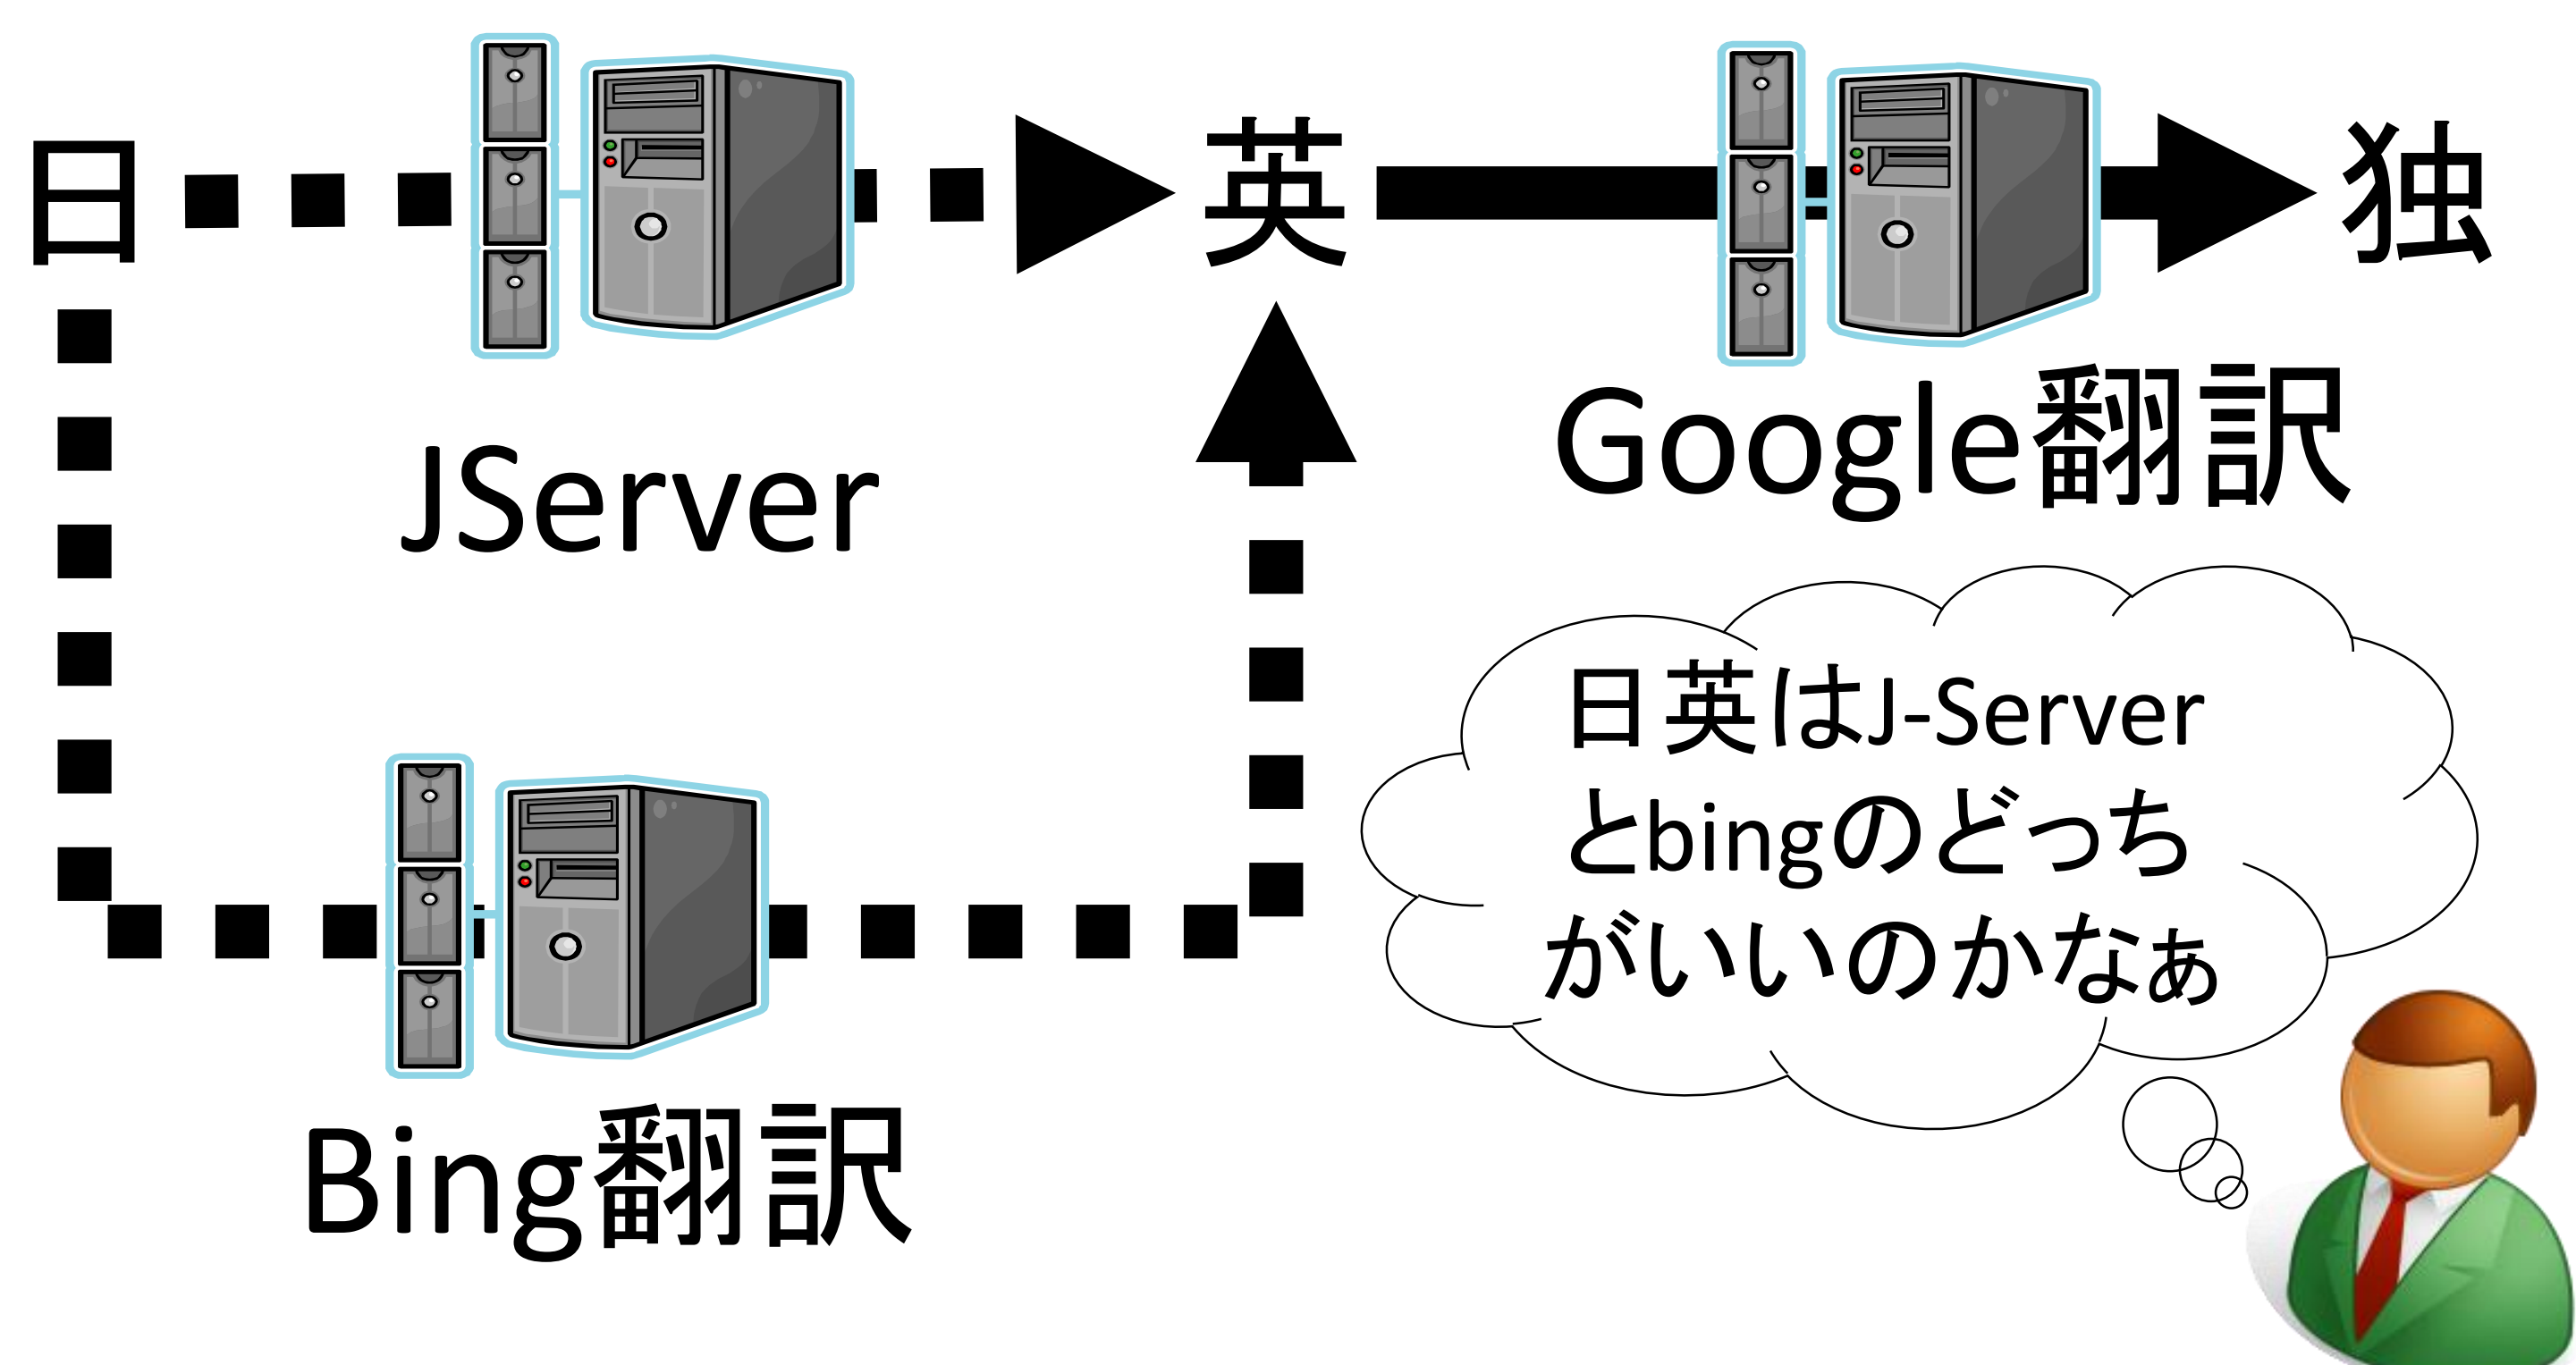 日
英
独
JServer
Google翻訳
日英はJ-Server
とbingのどっち
がいいのかなぁ
Bing翻訳